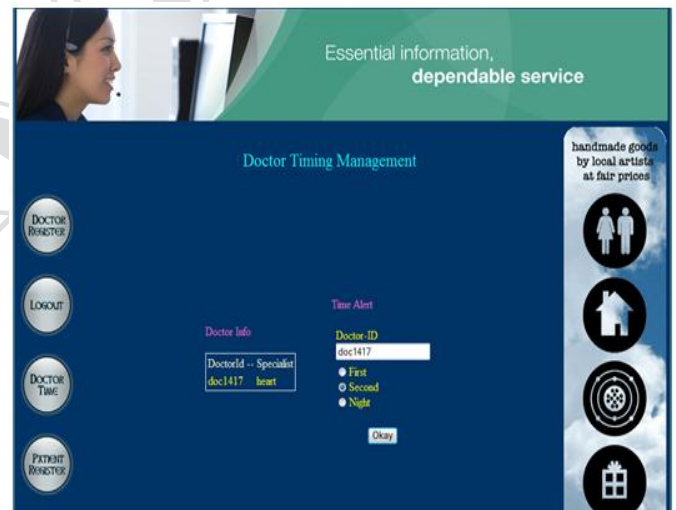 Essential information,
dependable service
Doctor Timing Management
handmade goods
by local artists
at fair prices
DOCTOR
REGISTER
LOGOUT
DOCTOR
TIME
PATIENT
REGISTER
Doctor Info
DoctorId -- Specialist
doc1417 heart
Time Alert
Doctor-ID
doc1417
First
Second
Night
Okay